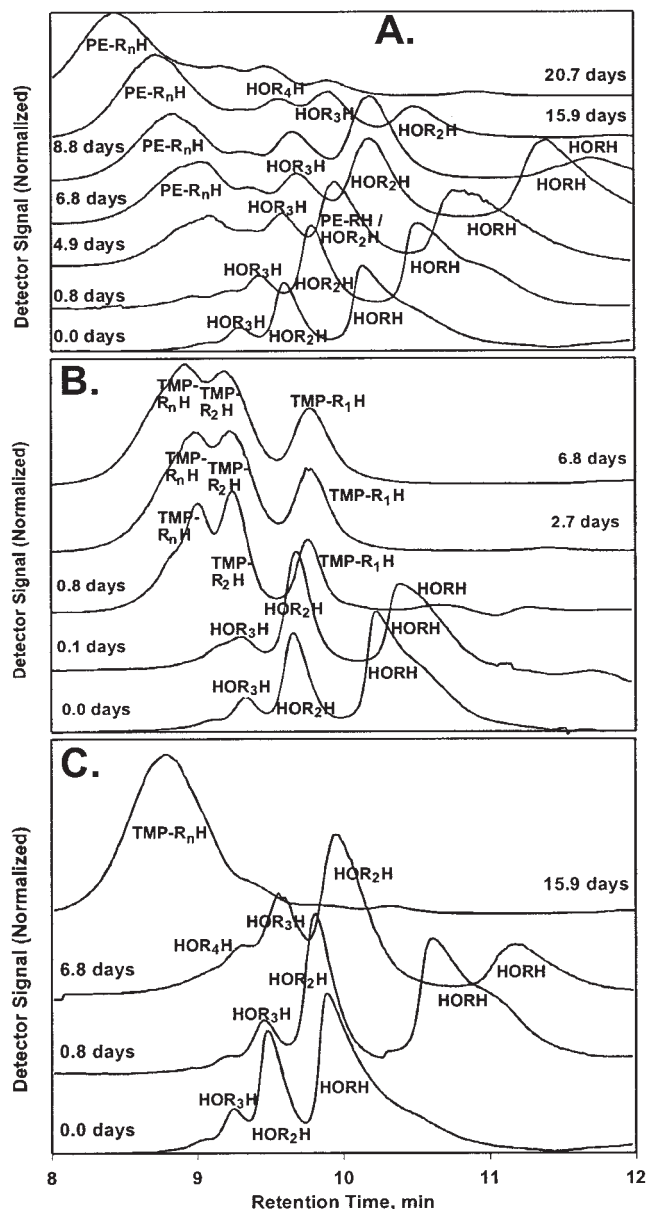 A.
PE-RnH
20.7 days
HOR4H
PE-RnH
HOR3H
15.9 days
HOR2H
8.8 days
PE-RnH
HORH
HOR3H
HOR2H
6.8 days
PE-RnH
HORH
HOR3H
PE-RH /
HOR2H
4.9 days
HORH
HOR3H
HOR2H
HORH
0.8 days
HOR3H
HOR2H
HORH
0.0 days
Detector Signal (Normalized)
B.
TMP-
RnH
TMP-
R2H
TMP-R1H
6.8 days
TMP-
RnH
TMP-
R2H
TMP-R1H
2.7 days
TMP-
RnH
TMP-
R2H
TMP-R1H
0.8 days
HORH
HOR2H
HORH
0.1 days
HOR3H
HORH
HOR3H
HOR2H
0.0 days
Detector Signal (Normalized)
C.
TMP-RnH
15.9 days
HOR2H
HOR3H
HOR4H
HORH
6.8 days
HOR2H
HORH
HOR3H
0.8 days
HORH
HOR3H
HOR2H
0.0 days
Detector Signal (Normalized)
8 9 10 11 12
Retention Time, min